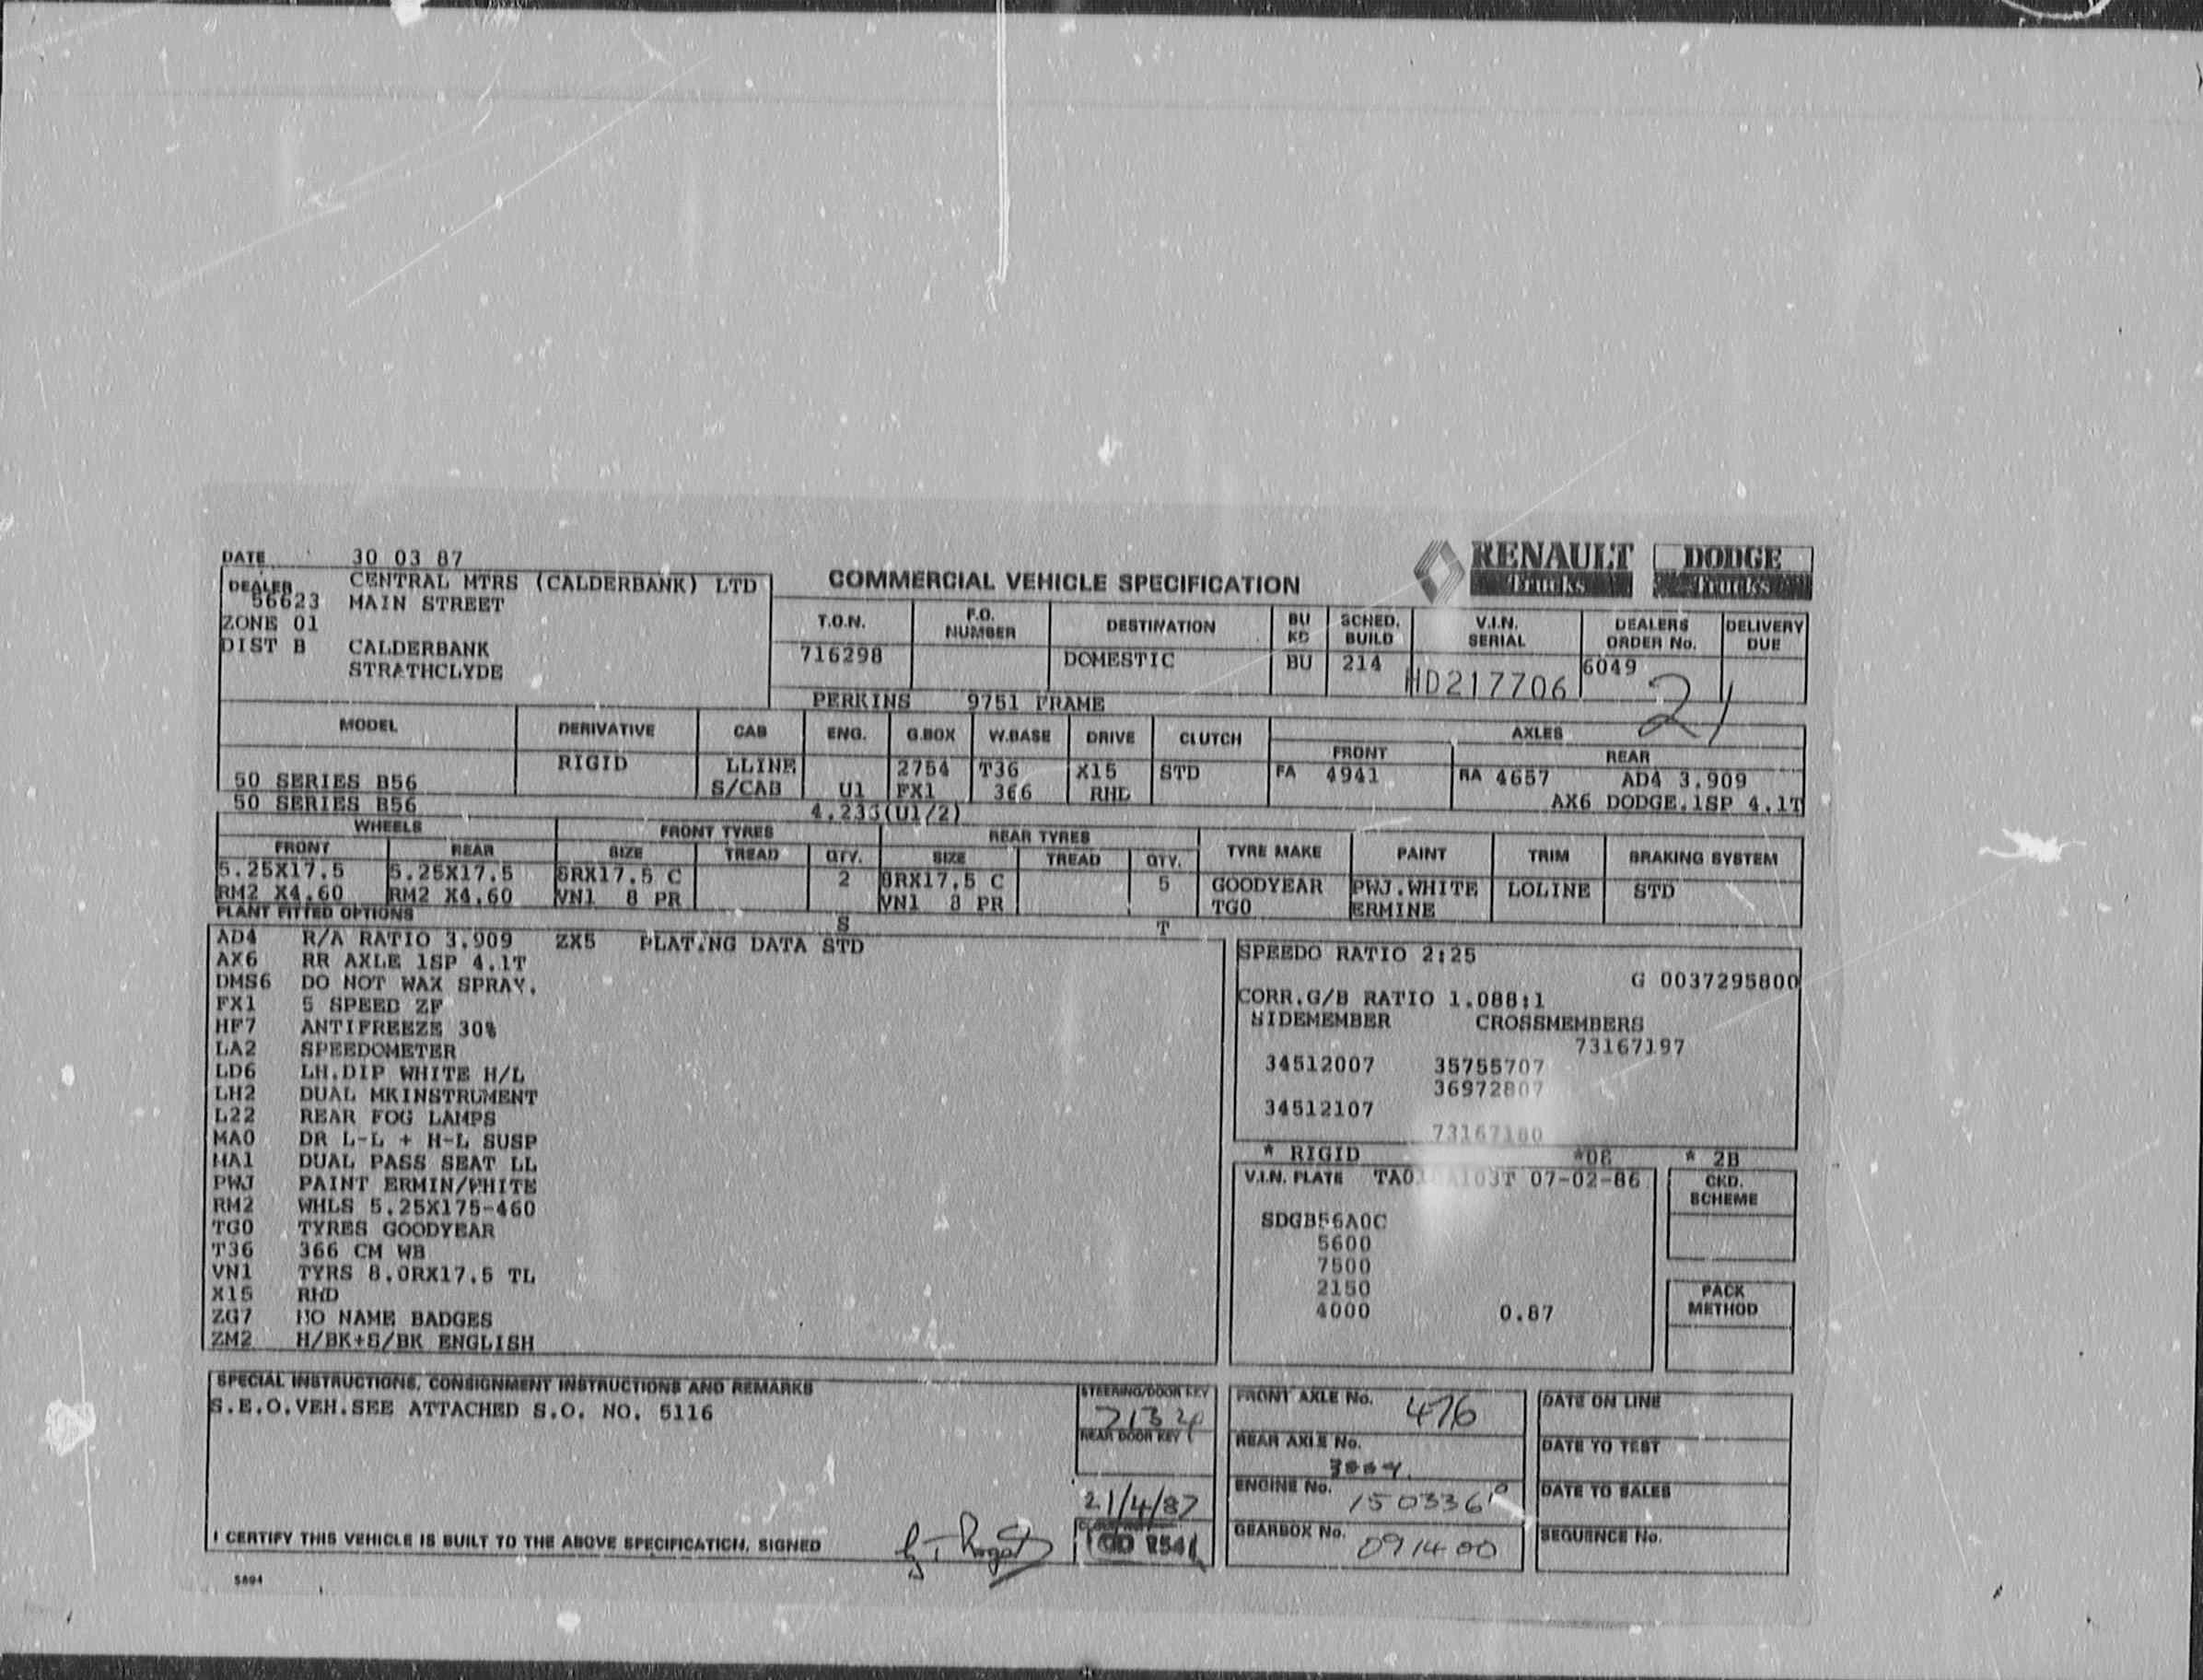 DATE 30 03 87
RENAULT Trucks DODGE Trucks
DEALER CENTRAL MTRS (CALDERBANK) LTD
COMMERCIAL VEHICLE SPECIFICATION
56623 MAIN STREET
ZONE 01
DIST B CALDERBANK
STRATHCLYDE
T.O.N. F.O. NUMBER DESTINATION BU KD SCHED. BUILD V.I.N. SERIAL DEALERS ORDER No. DELIVERY DUE
716298 DOMESTIC BU 214 HD217706 6049
21
PERKINS 9751 FRAME
MODEL DERIVATIVE CAB ENG. G.BOX W.BASE DRIVE CLUTCH AXLES
FRONT REAR
RIGID LLINE 2754 T36 X15 STD FA 4941 RA 4657 AD4 3.909
50 SERIES B56 S/CAB U1 FX1 366 RHD AX6 DODGE.1SP 4.1T
50 SERIES B56 4.236(U1/2)
WHEELS FRONT TYRES REAR TYRES TYRE MAKE PAINT TRIM BRAKING SYSTEM
FRONT REAR SIZE TREAD QTY. SIZE TREAD QTY.
5.25X17.5 5.25X17.5 8RX17.5 C 2 8RX17.5 C 5 GOODYEAR PWJ.WHITE LOLINE STD
RM2 X4.60 RM2 X4.60 VN1 8 PR VN1 8 PR TG0 ERMINE
PLANT FITTED OPTIONS S T
AD4 R/A RATIO 3.909 ZX5 PLATING DATA STD
AX6 RR AXLE 1SP 4.1T
DMS6 DO NOT WAX SPRAY.
FX1 5 SPEED ZF
HF7 ANTIFREEZE 30%
LA2 SPEEDOMETER
LD6 LH.DIP WHITE H/L
LH2 DUAL MKINSTRUMENT
L22 REAR FOG LAMPS
MA0 DR L-L + H-L SUSP
MA1 DUAL PASS SEAT LL
PWJ PAINT ERMIN/WHITE
RM2 WHLS 5.25X175-460
TG0 TYRES GOODYEAR
T36 366 CM WB
VN1 TYRS 8.0RX17.5 TL
X15 RHD
ZG7 NO NAME BADGES
ZM2 H/BK+S/BK ENGLISH
SPEEDO RATIO 2:25
G 0037295800
CORR.G/B RATIO 1.088:1
SIDEMEMBER CROSSMEMBERS
73167197
34512007 35755707
36972807
34512107
73167180
* RIGID *08 * 2B
V.I.N. PLATE 07-02-86
SDGB56A0C
5600
7500
2150
4000 0.87
CKD. SCHEME
PACK METHOD
SPECIAL INSTRUCTIONS, CONSIGNMENT INSTRUCTIONS AND REMARKS
S.E.O.VEH.SEE ATTACHED S.O. NO. 5116
STEERING/DOOR KEY
7134
REAR DOOR KEY
21/4/87
I CERTIFY THIS VEHICLE IS BUILT TO THE ABOVE SPECIFICATION. SIGNED
FRONT AXLE No. 476
REAR AXLE No.
ENGINE No. 150336
GEARBOX No. 091400
DATE ON LINE
DATE TO TEST
DATE TO SALES
SEQUENCE No.
5894